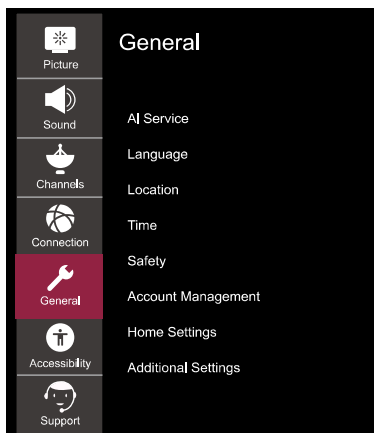 Picture
Sound
Channels
Connection
General
Accessibility
Support
General
AI Service
Language
Location
Time
Safety
Account Management
Home Settings
Additional Settings